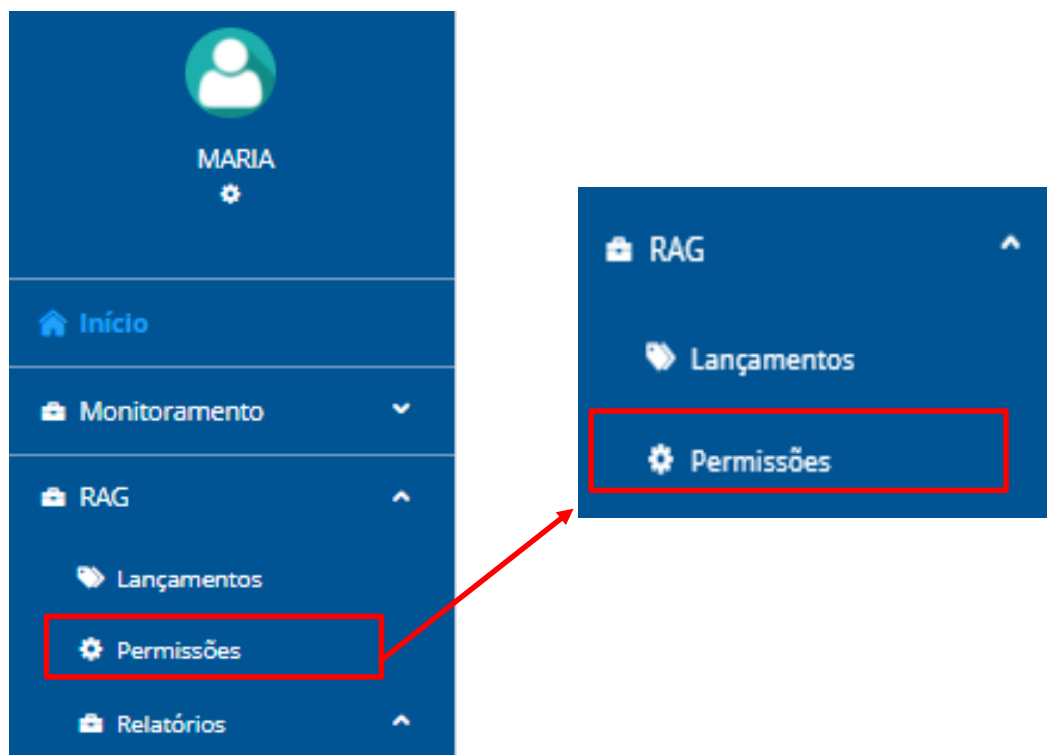 MARIA
Início
Monitoramento
RAG
Lançamentos
Permissões
Relatórios
RAG
Lançamentos
Permissões